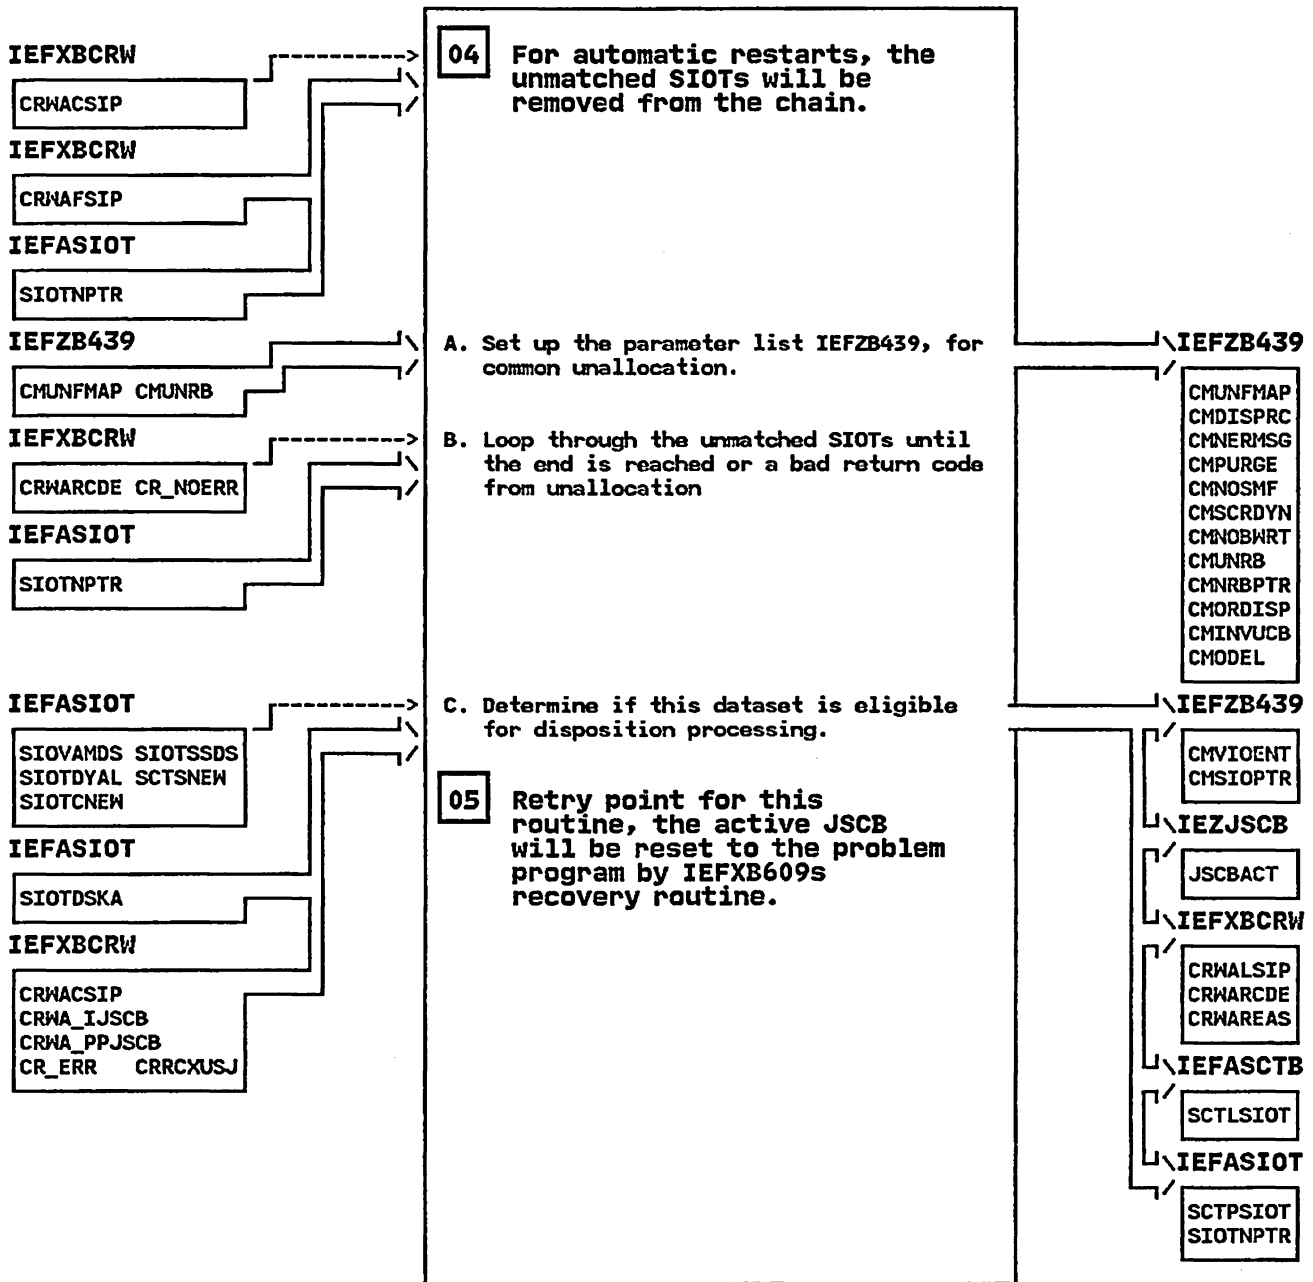 IEFXBCRW
CRWACSIP
IEFXBCRW
CRWAFSIP
IEFASIOT
SIOTNPTR
IEFZB439
CMUNFMAP CMUNRB
IEFXBCRW
CRWARCDE CR_NOERR
IEFASIOT
SIOTNPTR
IEFASIOT
SIOVAMDS SIOTSSDS
SIOTDYAL SCTSNEW
SIOTCNEW
IEFASIOT
SIOTDSKA
IEFXBCRW
CRWACSIP
CRWA_IJSCB
CRWA_PPJSCB
CR_ERR CRRCXUSJ
04 For automatic restarts, the
unmatched SIOTs will be
removed from the chain.
A. Set up the parameter list IEFZB439, for
common unallocation.
B. Loop through the unmatched SIOTs until
the end is reached or a bad return code
from unallocation
C. Determine if this dataset is eligible
for disposition processing.
05 Retry point for this
routine, the active JSCB
will be reset to the problem
program by IEFXB609s
recovery routine.
IEFZB439
CMUNFMAP
CMDISPRC
CMNERMSG
CMPURGE
CMNOSMF
CMSCRDYN
CMNOBWRT
CMUNRB
CMNRBPTR
CMORDISP
CMINVUCB
CMODEL
IEFZB439
CMVIOENT
CMSIOPTR
IEZJSCB
JSCBACT
IEFXBCRW
CRWALSIP
CRWARCDE
CRWAREAS
IEFASCTB
SCTLSIOT
IEFASIOT
SCTPSIOT
SIOTNPTR